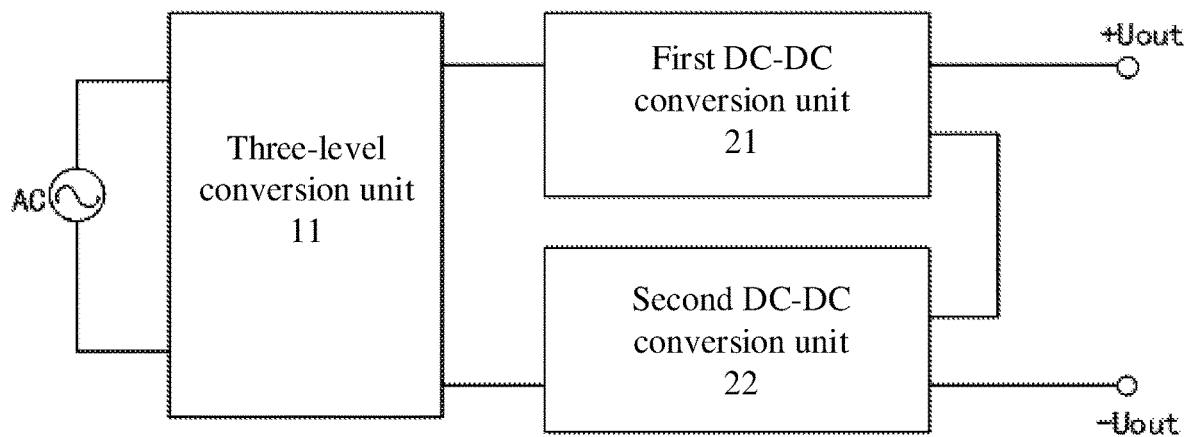 +Uout
First DC-DC
conversion unit
21
Three-level
conversion unit
11
AC
Second DC-DC
conversion unit
22
-Uout